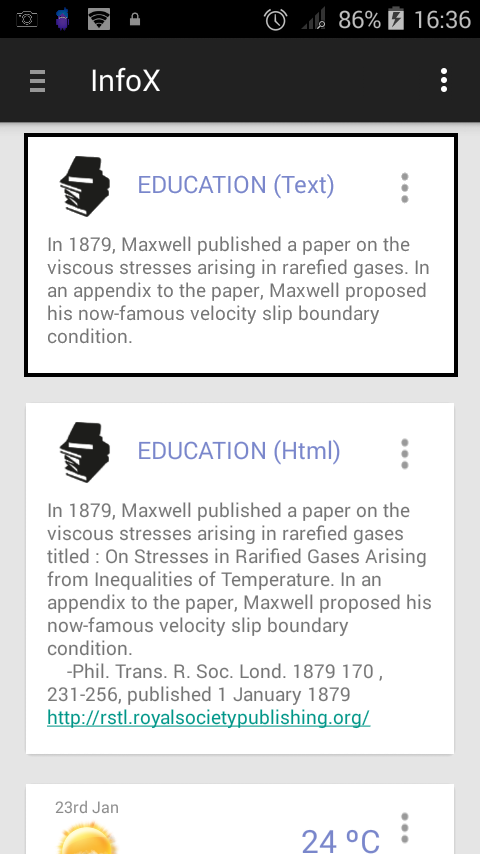 86% 16:36
InfoX
EDUCATION (Text)
In 1879, Maxwell published a paper on the
viscous stresses arising in rarefied gases. In
an appendix to the paper, Maxwell proposed
his now-famous velocity slip boundary
condition.
EDUCATION (Html)
In 1879, Maxwell published a paper on the
viscous stresses arising in rarefied gases
titled : On Stresses in Rarified Gases Arising
from Inequalities of Temperature. In an
appendix to the paper, Maxwell proposed his
now-famous velocity slip boundary
condition.
-Phil. Trans. R. Soc. Lond. 1879 170 ,
231-256, published 1 January 1879
http://rstl.royalsocietypublishing.org/
23rd Jan
24 ºC